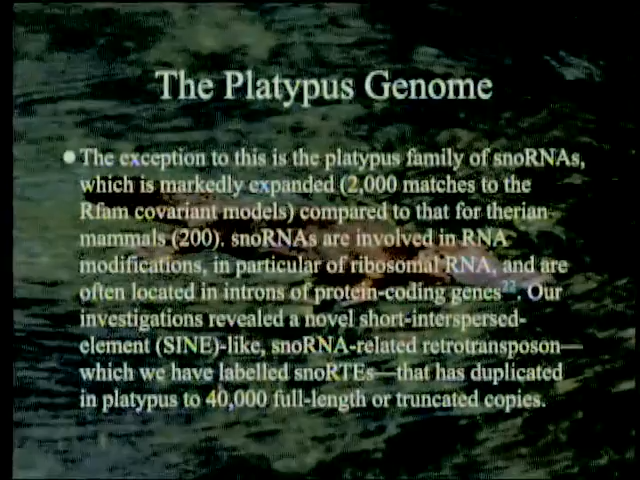 The Platypus Genome
● The exception to this is the platypus family of snoRNAs,
which is markedly expanded (2,000 matches to the
Rfam covariant models) compared to that for therian
mammals (200). snoRNAs are involved in RNA
modifications, in particular of ribosomal RNA, and are
often located in introns of protein-coding genes22. Our
investigations revealed a novel short-interspersed-
element (SINE)-like, snoRNA-related retrotransposon—
which we have labelled snoRTEs—that has duplicated
in platypus to 40,000 full-length or truncated copies.